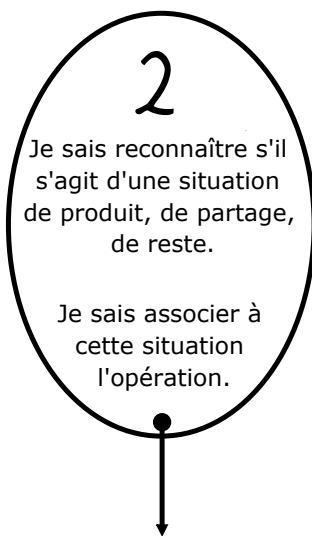 2
Je sais reconnaître s'il
s'agit d'une situation
de produit, de partage,
de reste.
Je sais associer à
cette situation
l'opération.